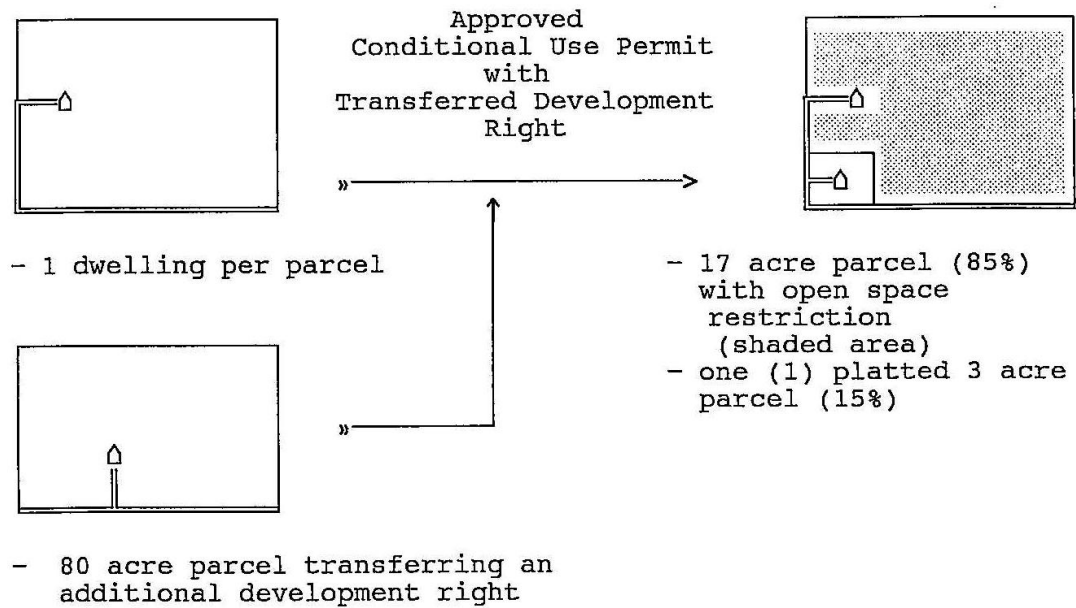 Approved
Conditional Use Permit
with
Transferred Development
Right
»
- 1 dwelling per parcel
- 17 acre parcel (85%)
with open space
restriction
(shaded area)
- one (1) platted 3 acre
parcel (15%)
»
- 80 acre parcel transferring an
additional development right